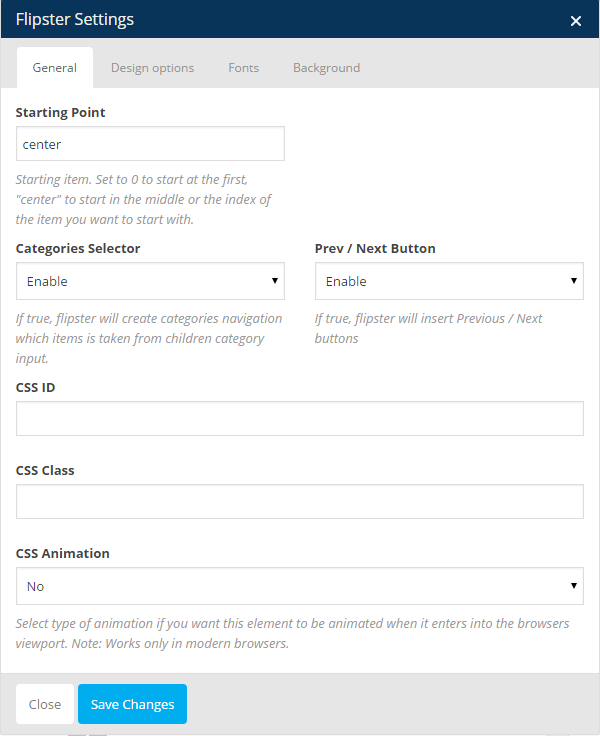 Flipster Settings
General Design options Fonts Background
Starting Point
center
Starting item. Set to 0 to start at the first,
"center" to start in the middle or the index of
the item you want to start with.
Categories Selector
Enable
If true, flipster will create categories navigation
which items is taken from children category
input.
Prev / Next Button
Enable
If true, flipster will insert Previous / Next
buttons
CSS ID
CSS Class
CSS Animation
No
Select type of animation if you want this element to be animated when it enters into the browsers
viewport. Note: Works only in modern browsers.
Close Save Changes